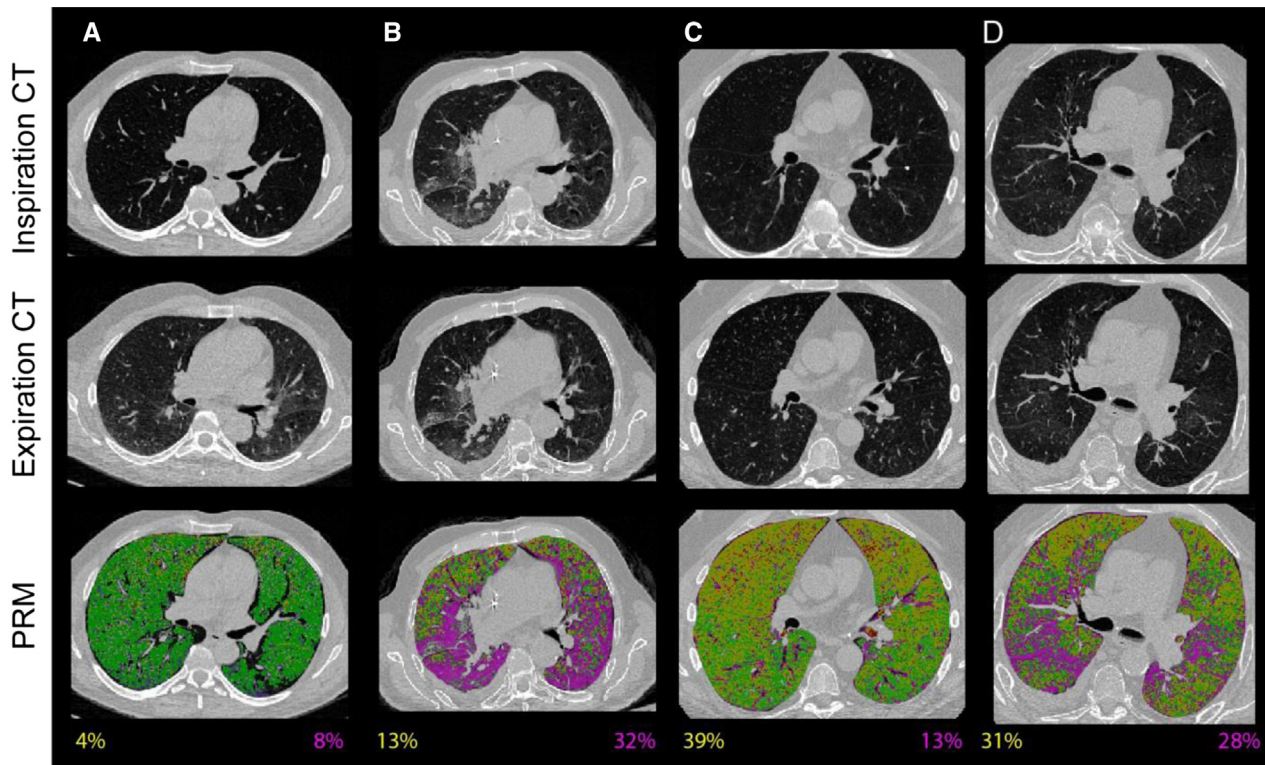 A B C D
Inspiration CT
Expiration CT
PRM
4% 8% 13% 32% 39% 13% 31% 28%